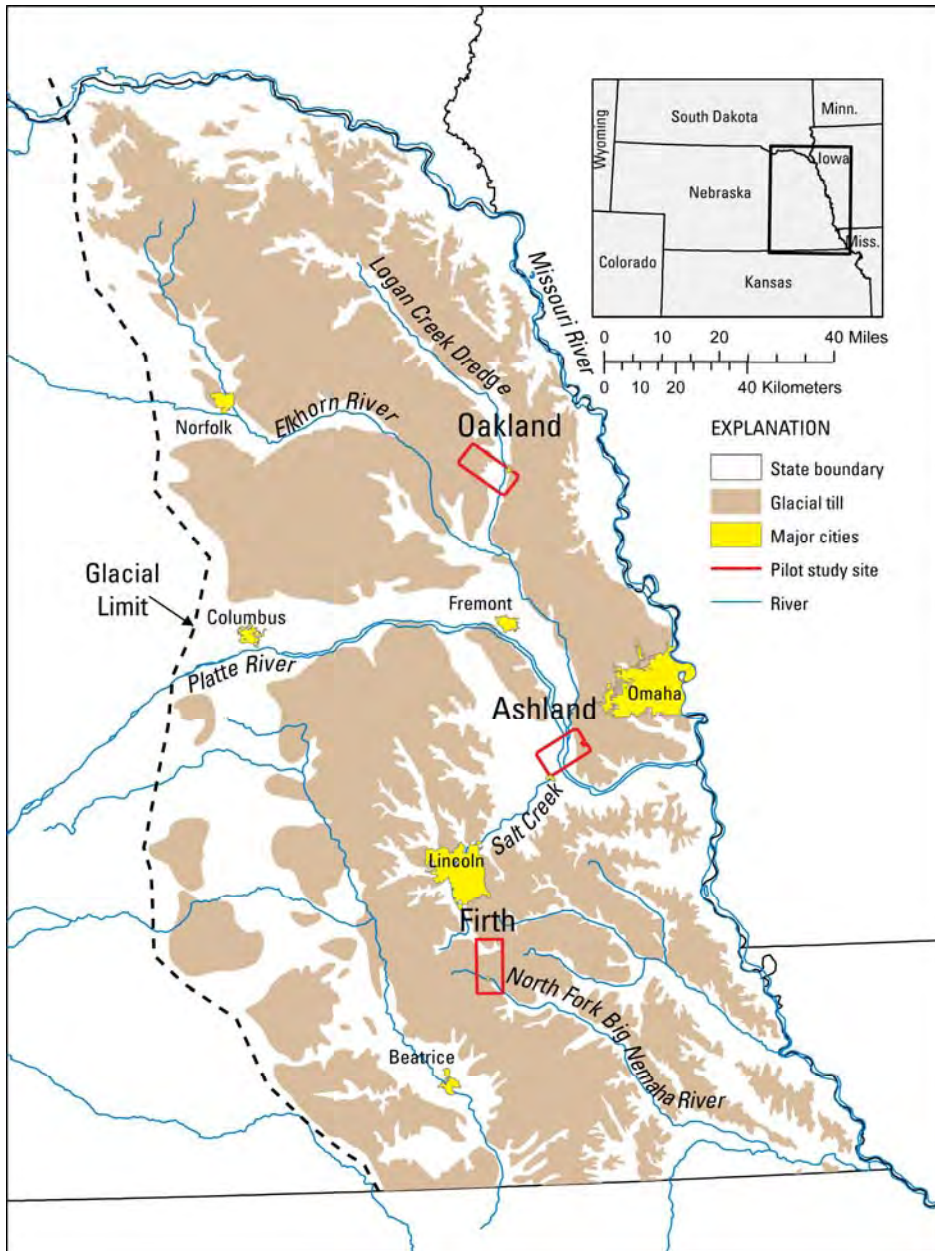 South Dakota
Minn.
Wyoming
Iowa
Nebraska
Miss.
Colorado
Kansas
0 10 20 40 Miles
0 10 20 40 Kilometers
EXPLANATION
State boundary
Glacial till
Major cities
Pilot study site
River
Missouri River
Logan Creek Dredge
Norfolk
Elkhorn River
Oakland
Glacial
Limit
Columbus
Fremont
Platte River
Omaha
Ashland
Salt Creek
Lincoln
Firth
North Fork Big Nemaha River
Beatrice